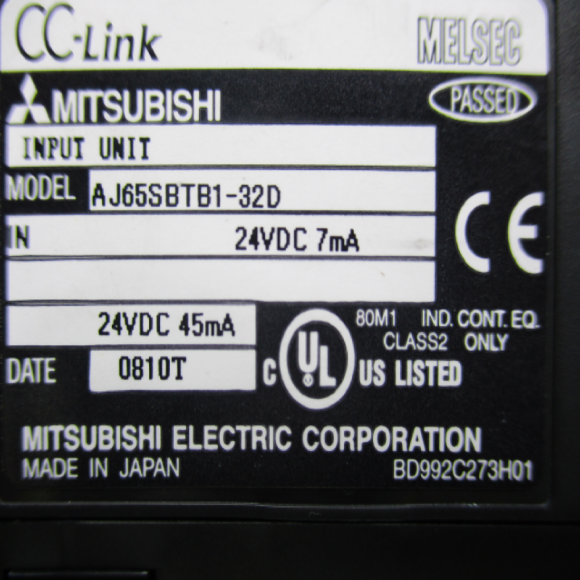 CC-Link MELSEC
MITSUBISHI PASSED
INPUT UNIT
MODEL AJ65SBTB1-32D
IN 24VDC 7mA
CE
24VDC 45mA
80M1 IND. CONT. EQ.
CLASS2 ONLY
DATE 0810T
C UL US LISTED
MITSUBISHI ELECTRIC CORPORATION
MADE IN JAPAN BD992C273H01